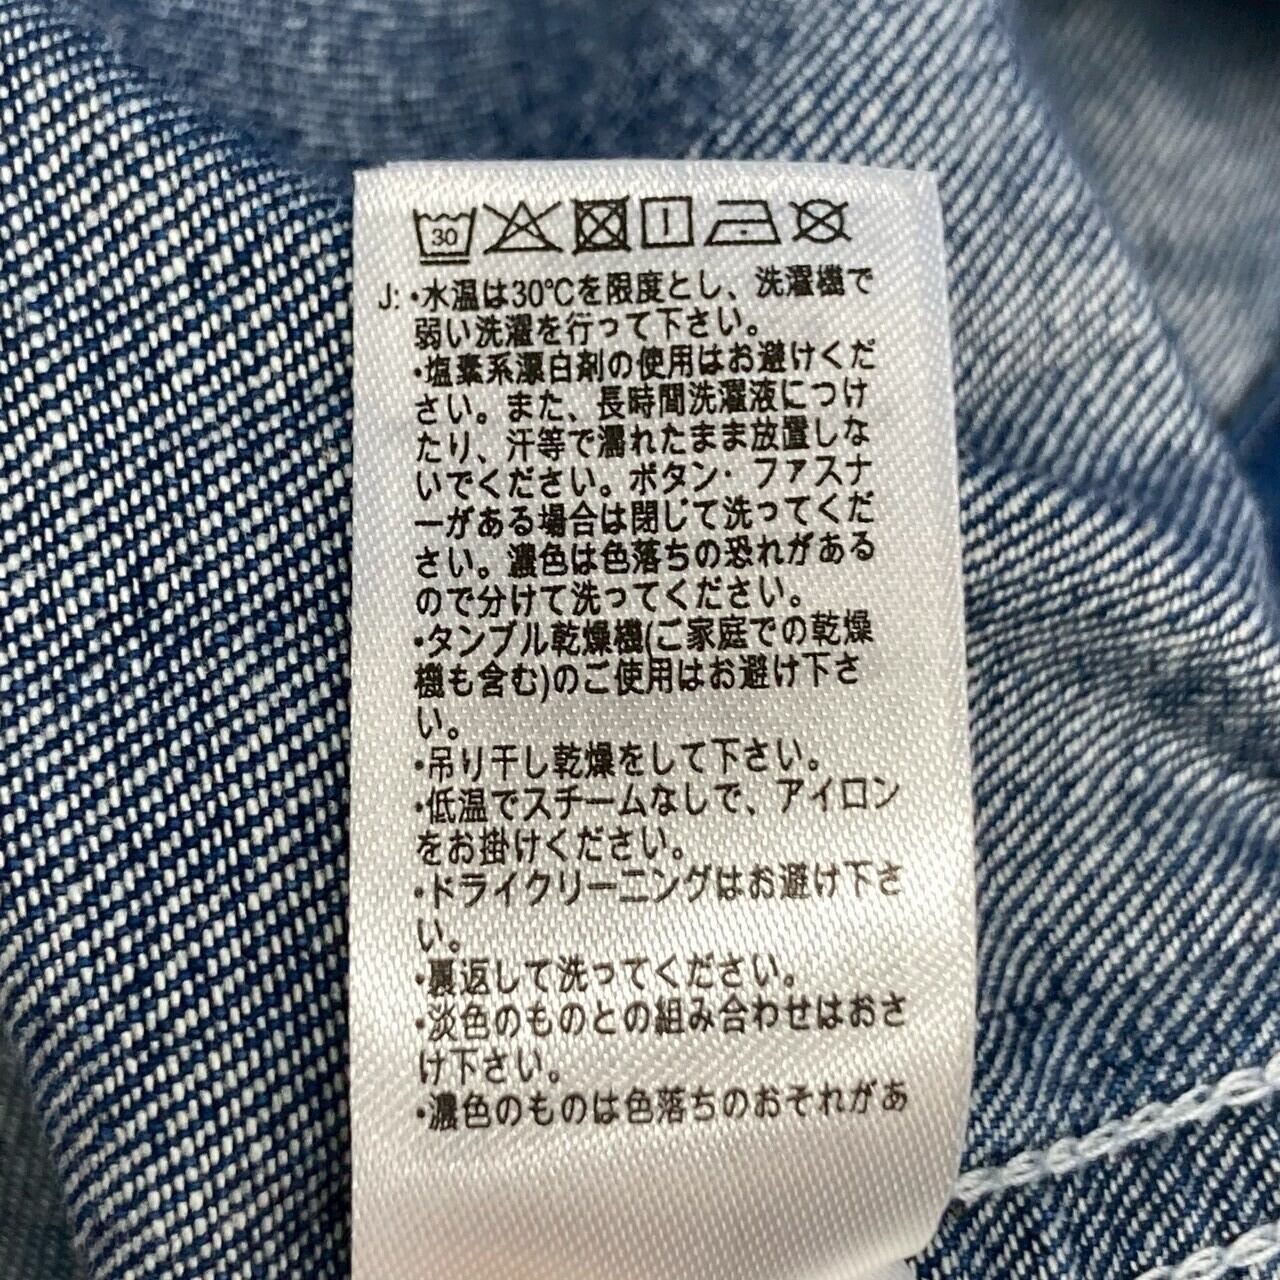 30
J: ・水温は30℃を限度とし、洗濯機で
弱い洗濯を行って下さい。
・塩素系漂白剤の使用はお避けくだ
さい。また、長時間洗濯液につけ
たり、汗等で濡れたまま放置しな
いでください。ボタン・ファスナ
ーがある場合は閉じて洗ってくだ
さい。濃色は色落ちの恐れがある
ので分けて洗ってください。
・タンブル乾燥機(ご家庭での乾燥
機も含む)のご使用はお避け下さ
い。
・吊り干し乾燥をして下さい。
・低温でスチームなしで、アイロン
をお掛けください。
・ドライクリーニングはお避け下さ
い。
・裏返して洗ってください。
・淡色のものとの組み合わせはおさ
け下さい。
・濃色のものは色落ちのおそれがあ